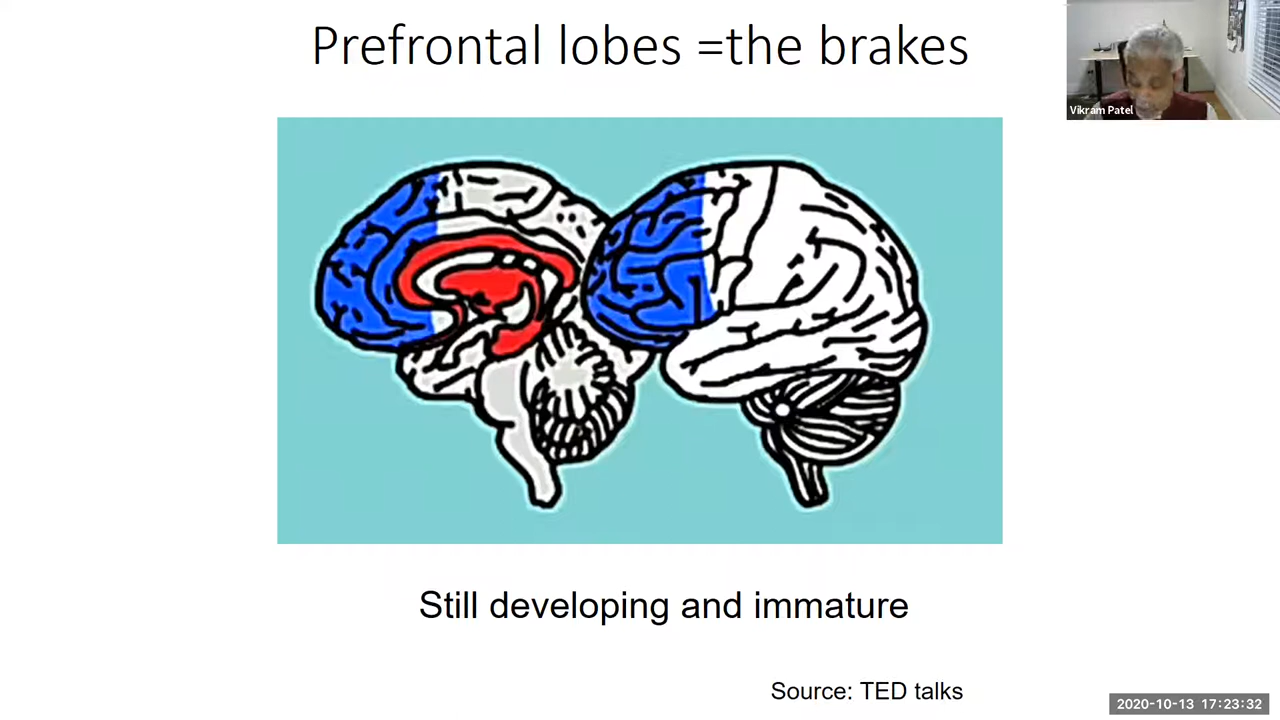 Prefrontal lobes =the brakes
Vikram Patel
Still developing and immature
Source: TED talks
2020-10-13 17:23:32